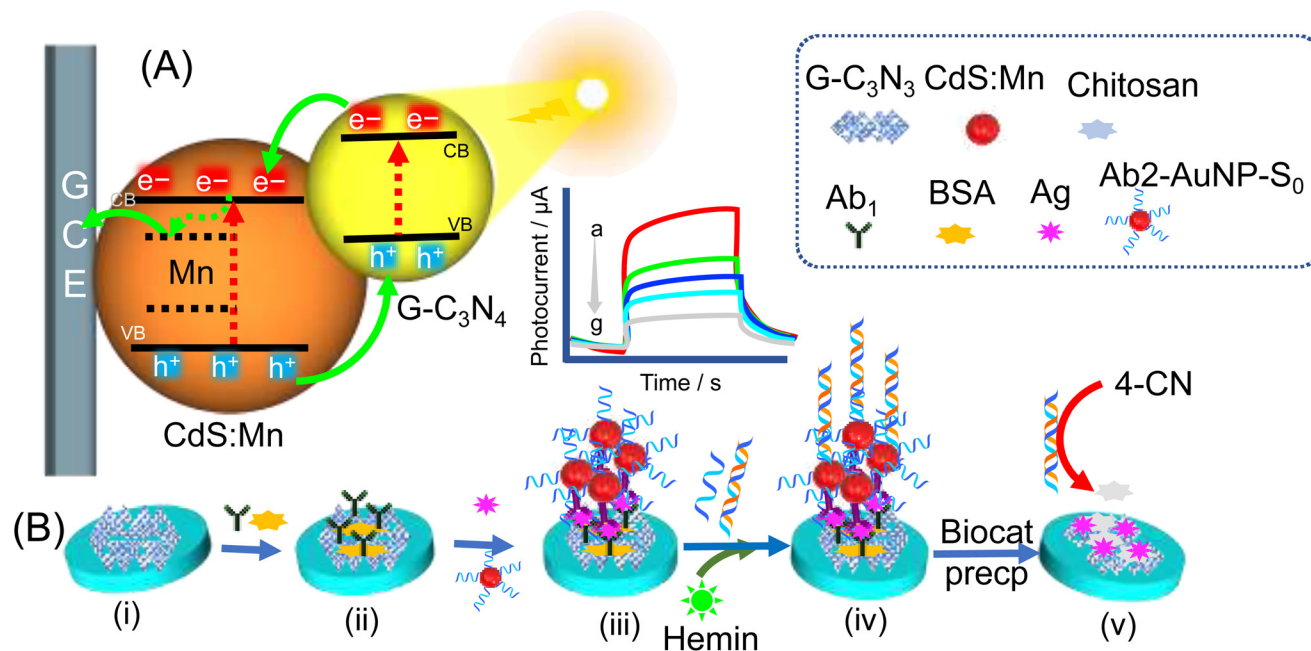 (A)
G
C
E
e− e− e−
CB
Mn
VB
h⁺ h⁺ h⁺
CdS:Mn
e− e−
CB
VB
h⁺ h⁺
G-C₃N₄
Photocurrent / µA
a
g
Time / s
G-C₃N₃ CdS:Mn Chitosan
Ab₁ BSA Ag Ab2-AuNP-S₀
(B)
(i)
(ii)
(iii)
Hemin
(iv)
Biocat
precp
4-CN
(v)